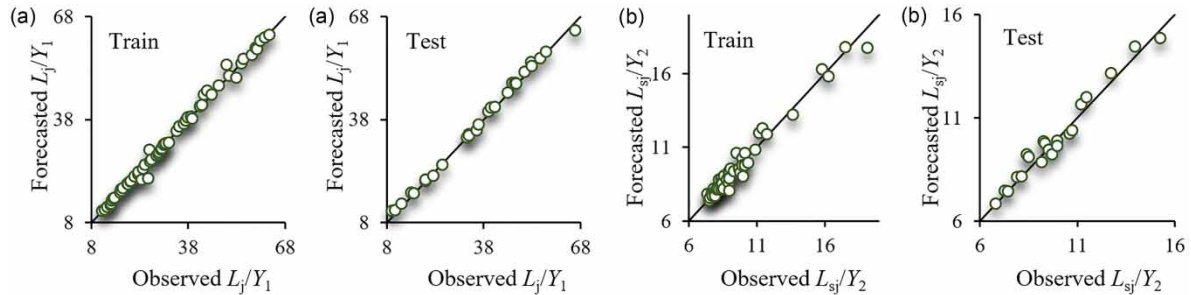 (a)
Train
68
38
8
8
38
68
Forecasted Lj/Y1
Observed Lj/Y1
(a)
Test
68
38
8
8
38
68
Forecasted Lj/Y1
Observed Lj/Y1
(b)
Train
16
11
6
6
11
16
Forecasted Lsj/Y2
Observed Lsj/Y2
(b)
Test
16
11
6
6
11
16
Forecasted Lsj/Y2
Observed Lsj/Y2